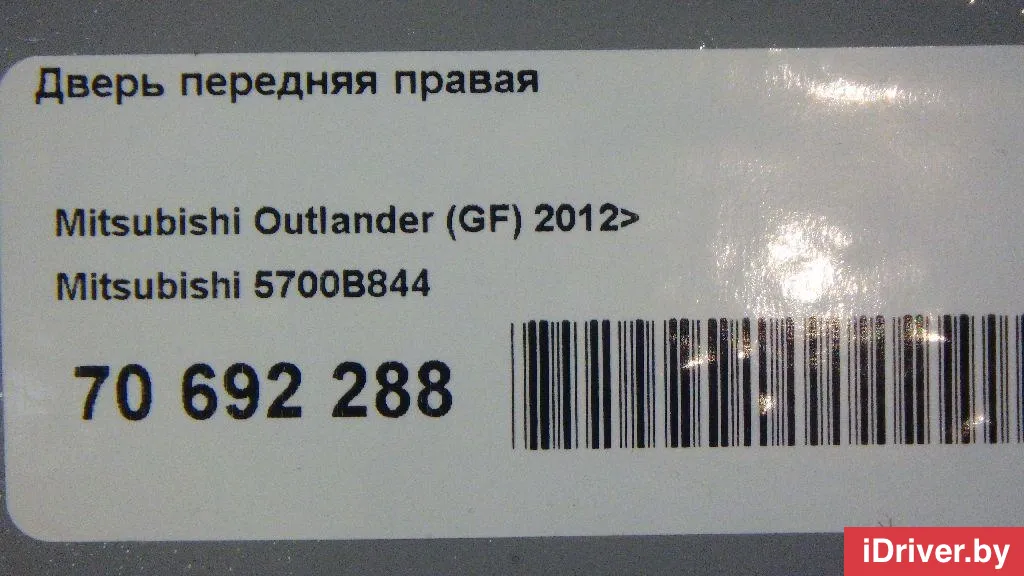 Дверь передняя правая
Mitsubishi Outlander (GF) 2012>
Mitsubishi 5700B844
70 692 288
iDriver.by